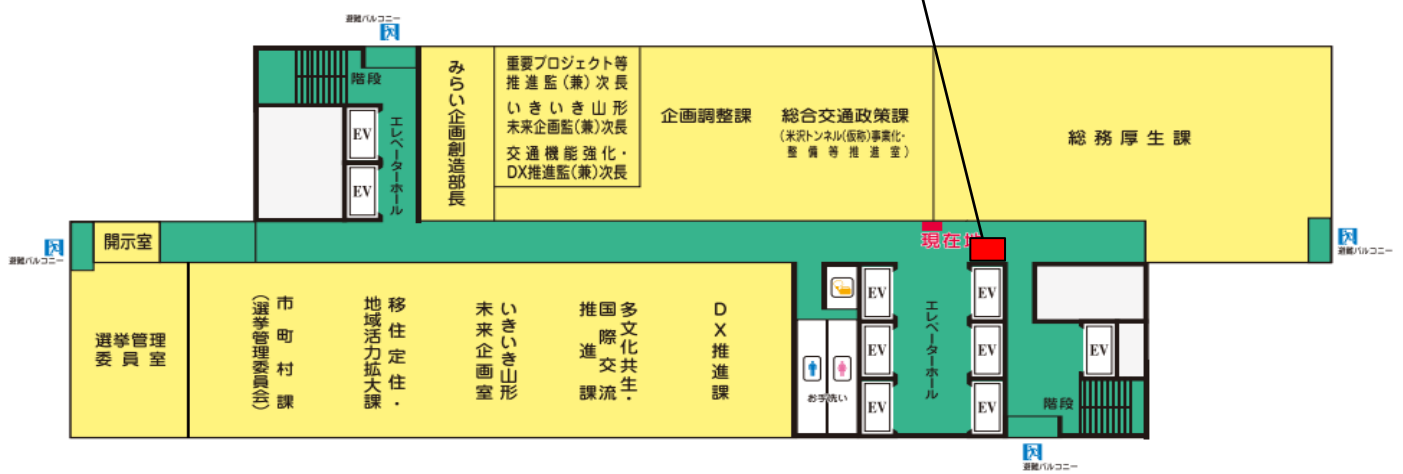 避難バルコニー
階段
エレベーターホール
EV
EV
みらい企画創造部長
重要プロジェクト等
推進監(兼)次長
いきいき山形
未来企画監(兼)次長
交通機能強化・
DX推進監(兼)次長
企画調整課
総合交通政策課
(米沢トンネル(仮称)事業化・
整備等推進室)
総務厚生課
避難バルコニー
開示室
現在地
避難バルコニー
選挙管理
委員室
市町村課
(選挙管理委員会)
移住定住・
地域活力拡大課
いきいき山形
未来企画室
多文化共生・
国際交流
推進課
DX推進課
お手洗い
EV
EV
EV
エレベーターホール
EV
EV
EV
EV
階段
避難バルコニー